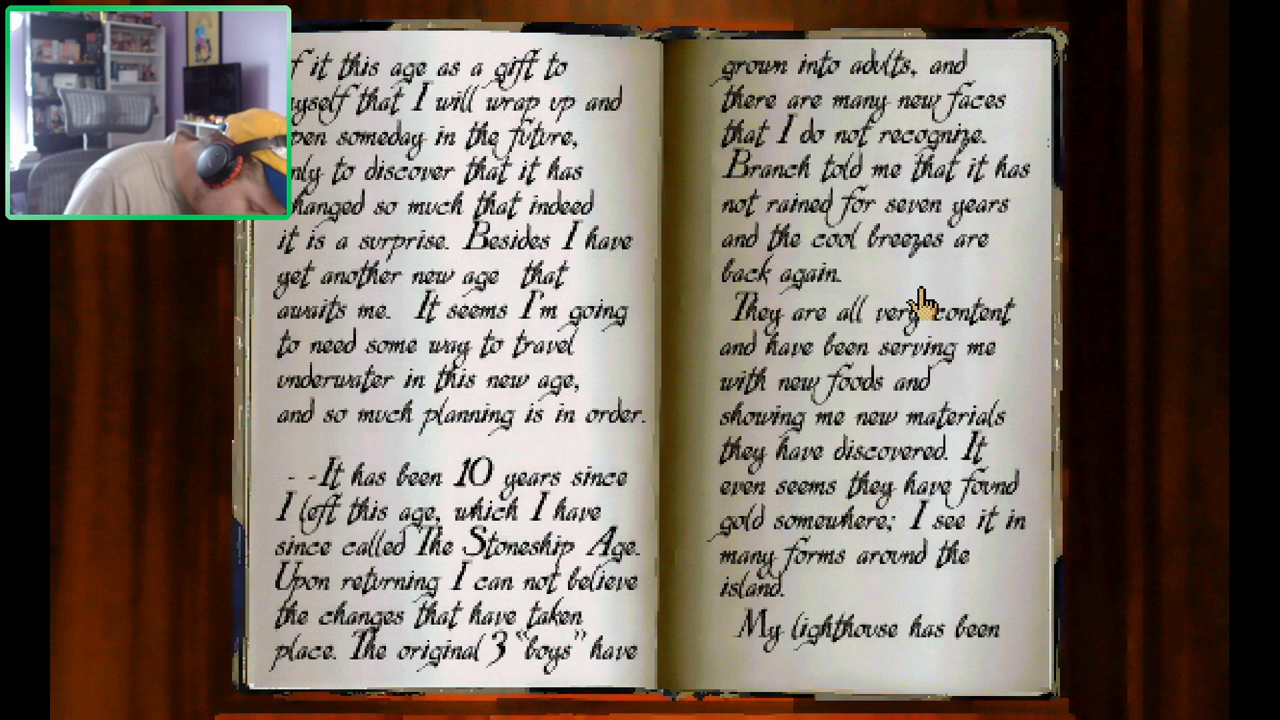 f it this age as a gift to
yself that I will wrap up and
pen someday in the future,
nly to discover that it has
hanged so much that indeed
it is a surprise. Besides I have
yet another new age that
awaits me. It seems I'm going
to need some way to travel
underwater in this new age,
and so much planning is in order.
- -It has been 10 years since
I left this age, which I have
since called The Stoneship Age.
Upon returning I can not believe
the changes that have taken
place. The original 3 "boys" have
grown into adults, and
there are many new faces
that I do not recognize.
Branch told me that it has
not rained for seven years
and the cool breezes are
back again.
They are all very content
and have been serving me
with new foods and
showing me new materials
they have discovered. It
even seems they have found
gold somewhere; I see it in
many forms around the
island.
My lighthouse has been